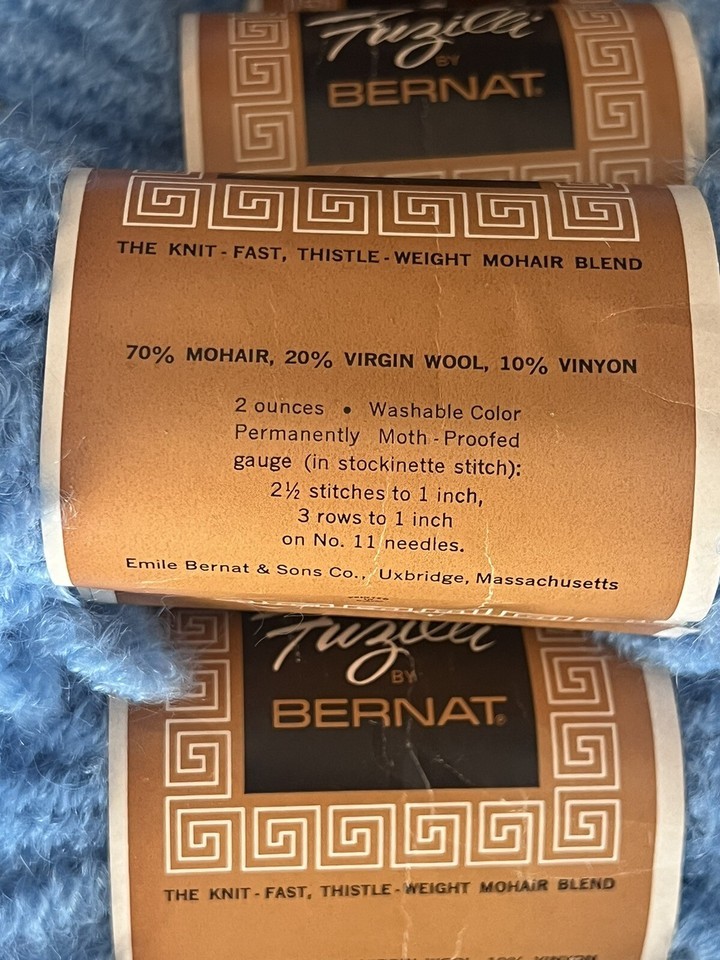 Fuzilli
BY
BERNAT®
THE KNIT-FAST, THISTLE-WEIGHT MOHAIR BLEND
70% MOHAIR, 20% VIRGIN WOOL, 10% VINYON
2 ounces • Washable Color
Permanently Moth-Proofed
gauge (in stockinette stitch):
2½ stitches to 1 inch,
3 rows to 1 inch
on No. 11 needles.
Emile Bernat & Sons Co., Uxbridge, Massachusetts
Fuzilli
BY
BERNAT®
THE KNIT-FAST, THISTLE-WEIGHT MOHAIR BLEND